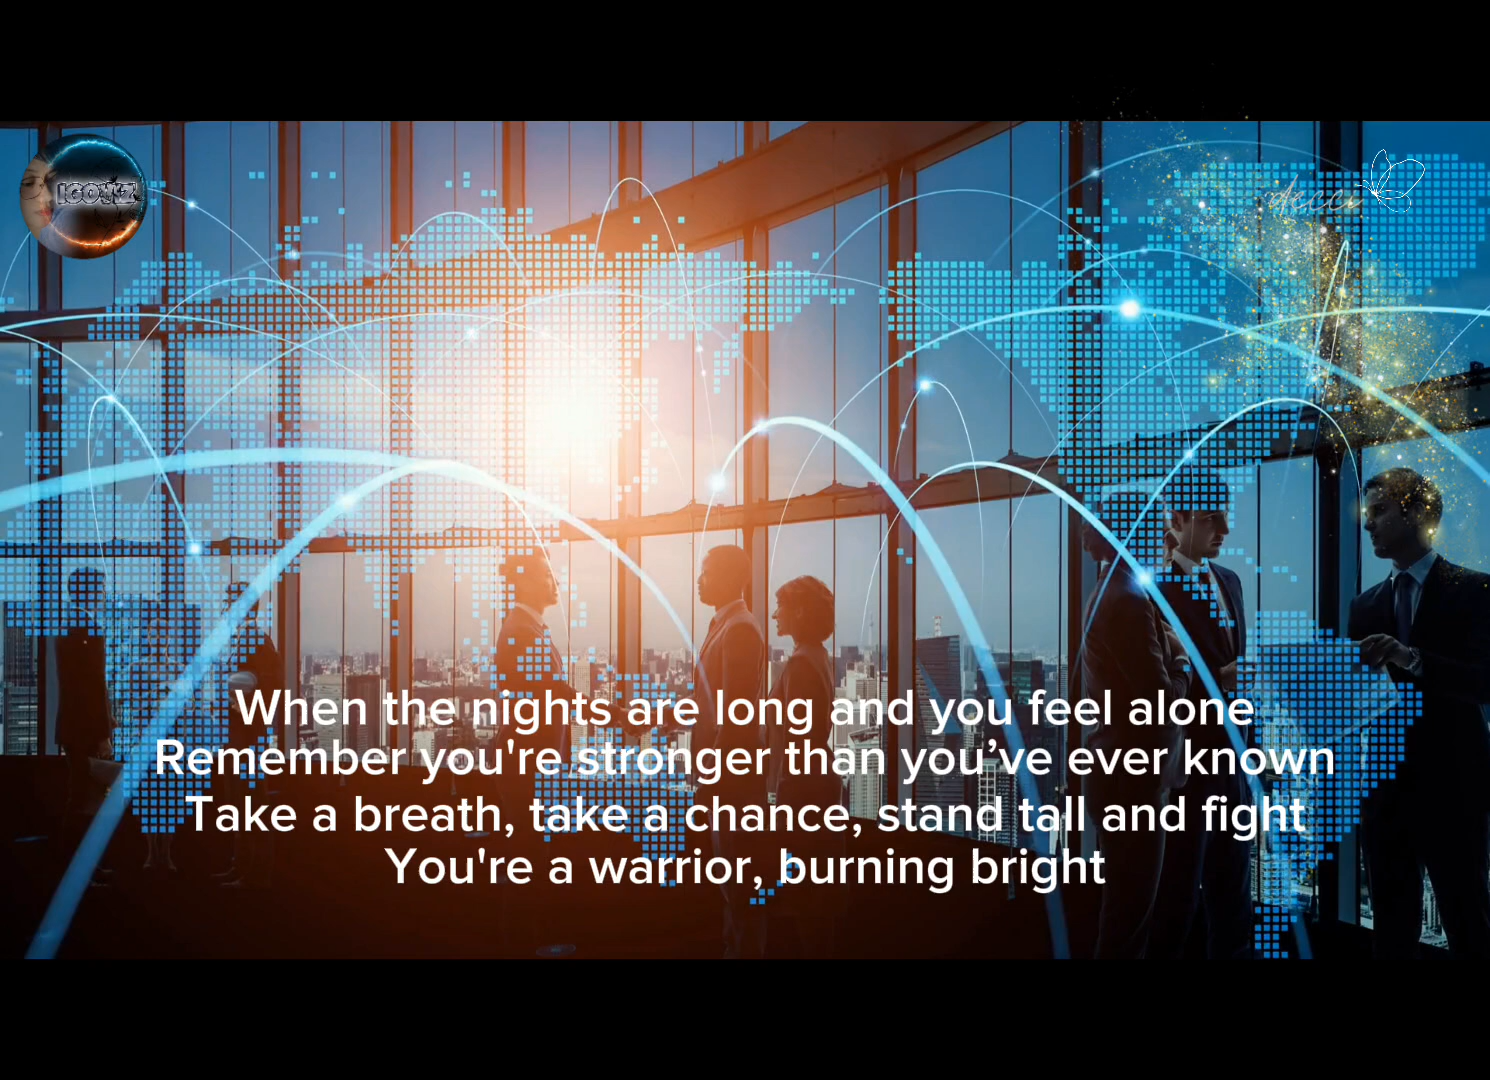 IGOVIZ
When the nights are long and you feel alone
Remember you're stronger than you’ve ever known
Take a breath, take a chance, stand tall and fight
You're a warrior, burning bright